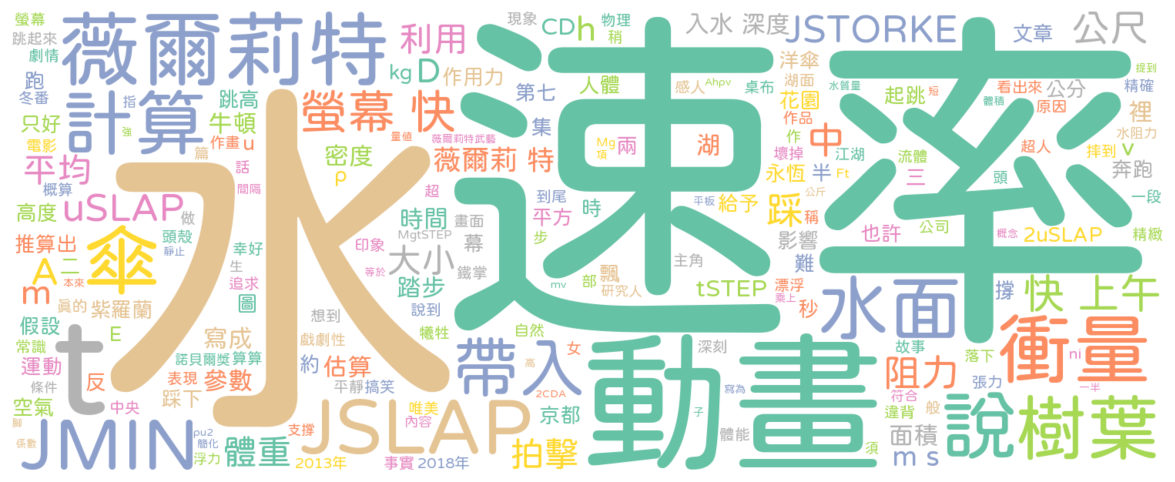 螢幕
跳起來
劇情
薇爾莉特
利用
現象
CD
h
物理
稍
入水
深度
JSTORKE
文章
公尺
跑
kg
D
作用力
人體
感人
Ahpv
桌布
洋傘
湖面
水質量
看出來
公分
提到
精確
冬番
計算
指
跳高
螢幕
快
第七
花園
作品
起跳
短
體積
原因
裡
只好
強
牛頓
量值
薇爾莉特武藝
集
Mg
值
兩
湖
作
中
水阻力
電影
作畫
u
密度
薇爾莉
特
壞掉
江湖
流體
超人
摔到
v
平均
篇
話
ρ
永恆
半
Ft
三
頭
奔跑
概算
間隔
超
到尾
平板
給予
公斤
踩
稱
一段
高度
uSLAP
做
時間
畫面
平方
時
影響
也許
公司
概念
2uSLAP
精緻
推算出
傘
頭殼
靜止
幸好
印象
MgtSTEP
幕
步
主角
難
A
二
本來
生
等於
大小
鐵掌
部
飄
研究人
漂浮
乘上
撐
快
上午
m
眞的
紫羅蘭
追求
圖
踏步
mv
tSTEP
秒
水面
假設
E
想到
說到
犧牲
自然
故事
衝量
常識
t
寫成
戲劇性
女
深刻
落下
ni
運動
諾貝爾獎
算算
約
估算
帶入
高
動畫
阻力
張力
一半
條件
反
表現
參數
平靜
搞笑
2CDA
寫為
符合
空氣
中央
踩下
唯美
內容
京都
子
違背
般
說
樹葉
腳
係數
JMIN
pu2
簡化
浮力
體重
支撐
JSLAP
拍擊
體能
須
面積
m
s
2013年
事實
2018年
水
速率